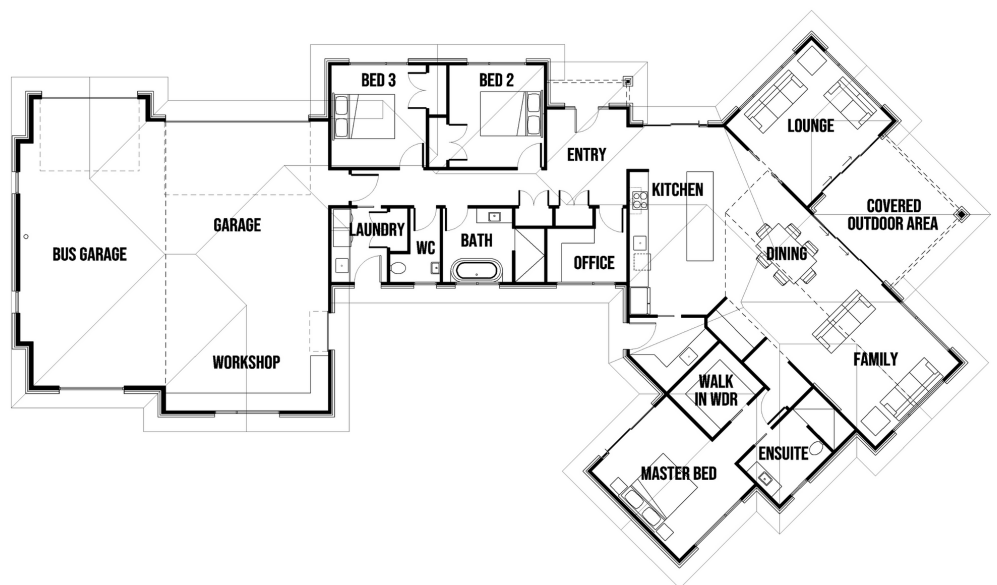 BED 3
BED 2
LOUNGE
ENTRY
KITCHEN
COVERED
OUTDOOR AREA
GARAGE
LAUNDRY
WC
BATH
OFFICE
DINING
BUS GARAGE
WORKSHOP
FAMILY
WALK
IN WDR
ENSUITE
MASTER BED